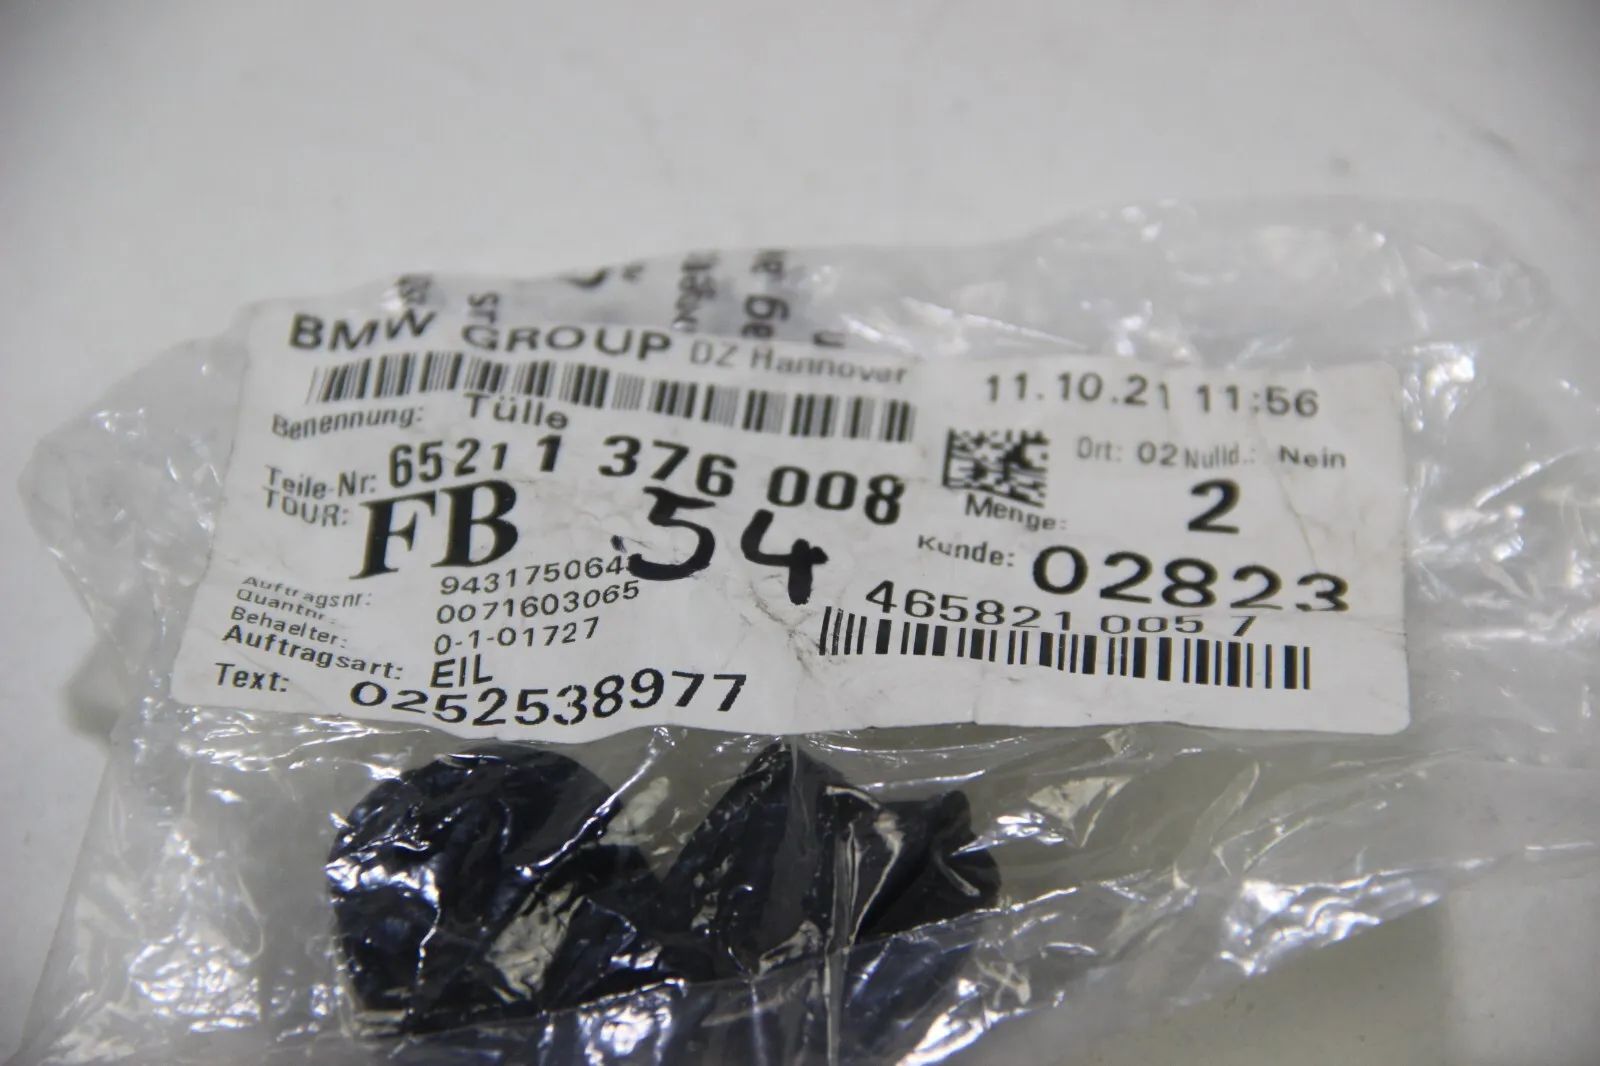 BMW GROUP DZ Hannover
11.10.21 11:56
Benennung: Tülle
Ort: 02 Nulld.: Nein
Teile-Nr: 65211 376 008
Menge: 2
TOUR: FB 54
Kunde: 02823
Auftragsnr: 943175064
465821 005 7
Quantnr.: 0071603065
Behaelter: 0-1-01727
Auftragsart: EIL
Text: 0252538977